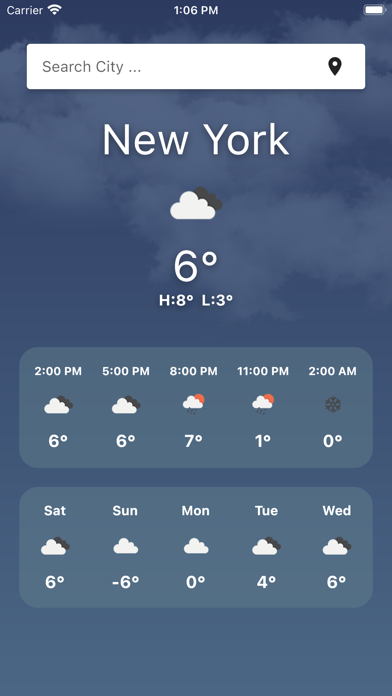 Carrier 1:06 PM
Search City ...
New York
6°
H:8° L:3°
2:00 PM 5:00 PM 8:00 PM 11:00 PM 2:00 AM
6° 6° 7° 1° 0°
Sat Sun Mon Tue Wed
6° -6° 0° 4° 6°